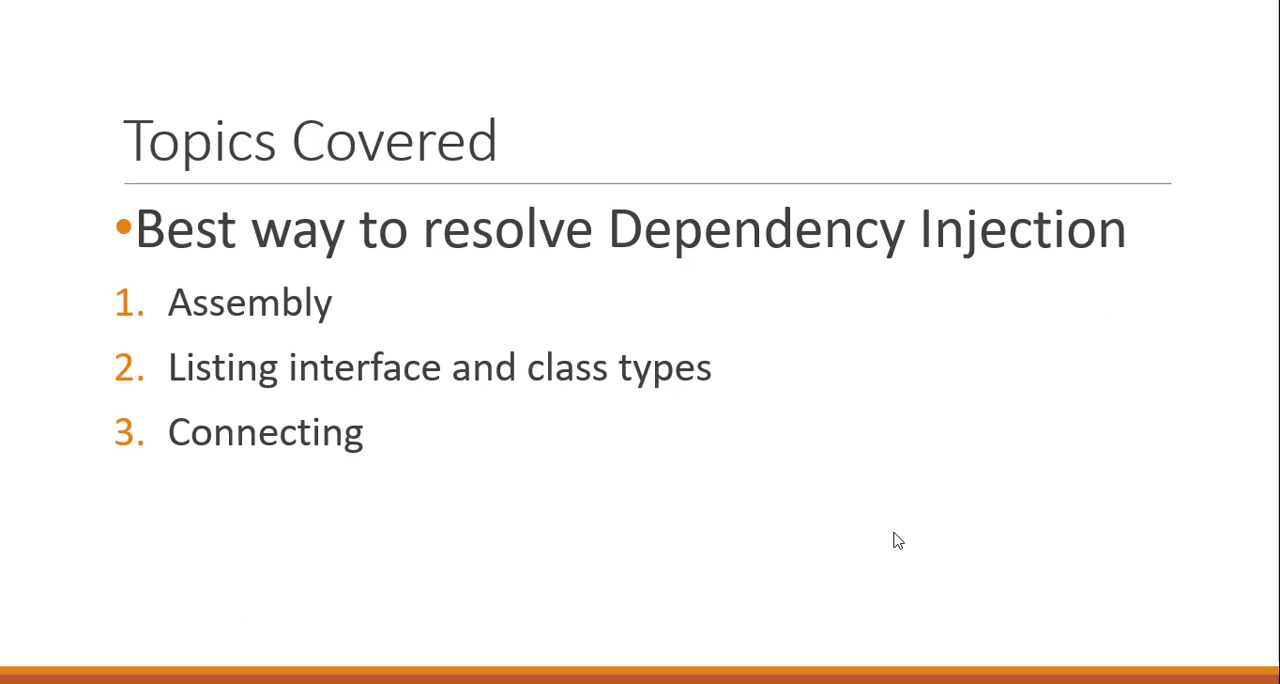 Topics Covered
•Best way to resolve Dependency Injection
1. Assembly
2. Listing interface and class types
3. Connecting